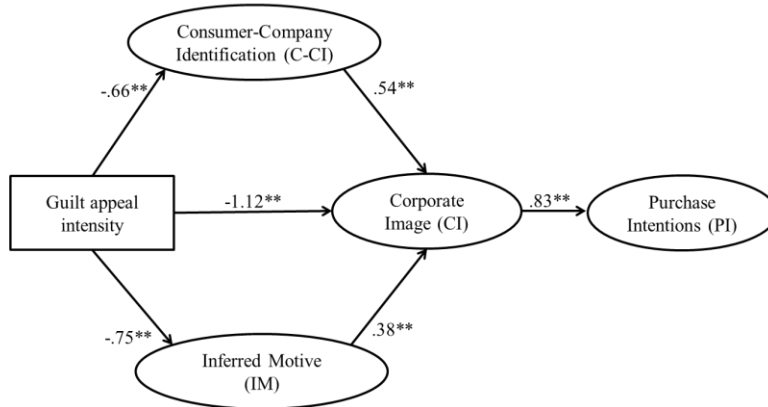 Consumer-Company
Identification (C-CI)
-.66**
.54**
Guilt appeal
intensity
-1.12**
Corporate
Image (CI)
.83**
Purchase
Intentions (PI)
-.75**
.38**
Inferred Motive
(IM)